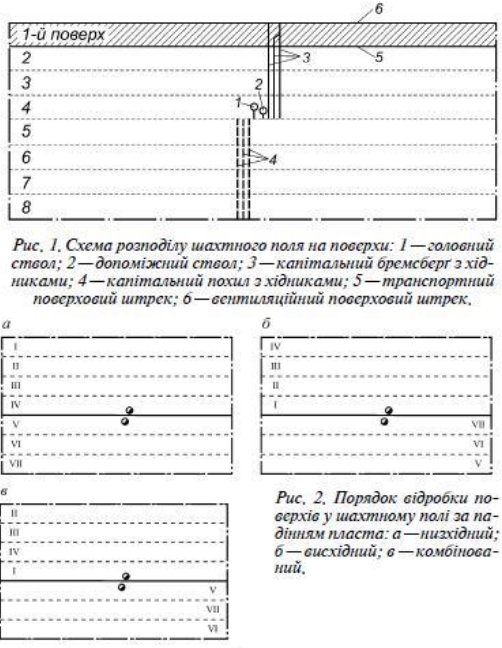 6
1-й поверх
2
3
5
3
2
4
1
5
6
4
7
8
Рис. 1. Схема розподілу шахтного поля на поверхи: 1 — головний
ствол; 2 — допоміжний ствол; 3 — капітальний бремсберг з хід-
никами; 4 — капітальний похил з хідниками; 5 — транспортний
поверховий штрек; 6 — вентиляційний поверховий штрек.
а
I
II
III
IV
V
VI
VII
б
IV
III
II
I
VII
VI
V
в
II
III
IV
I
V
VII
VI
Рис. 2. Порядок відробки по-
верхів у шахтному полі за па-
дінням пласта: а — низхідний;
б — висхідний; в — комбінова-
ний.